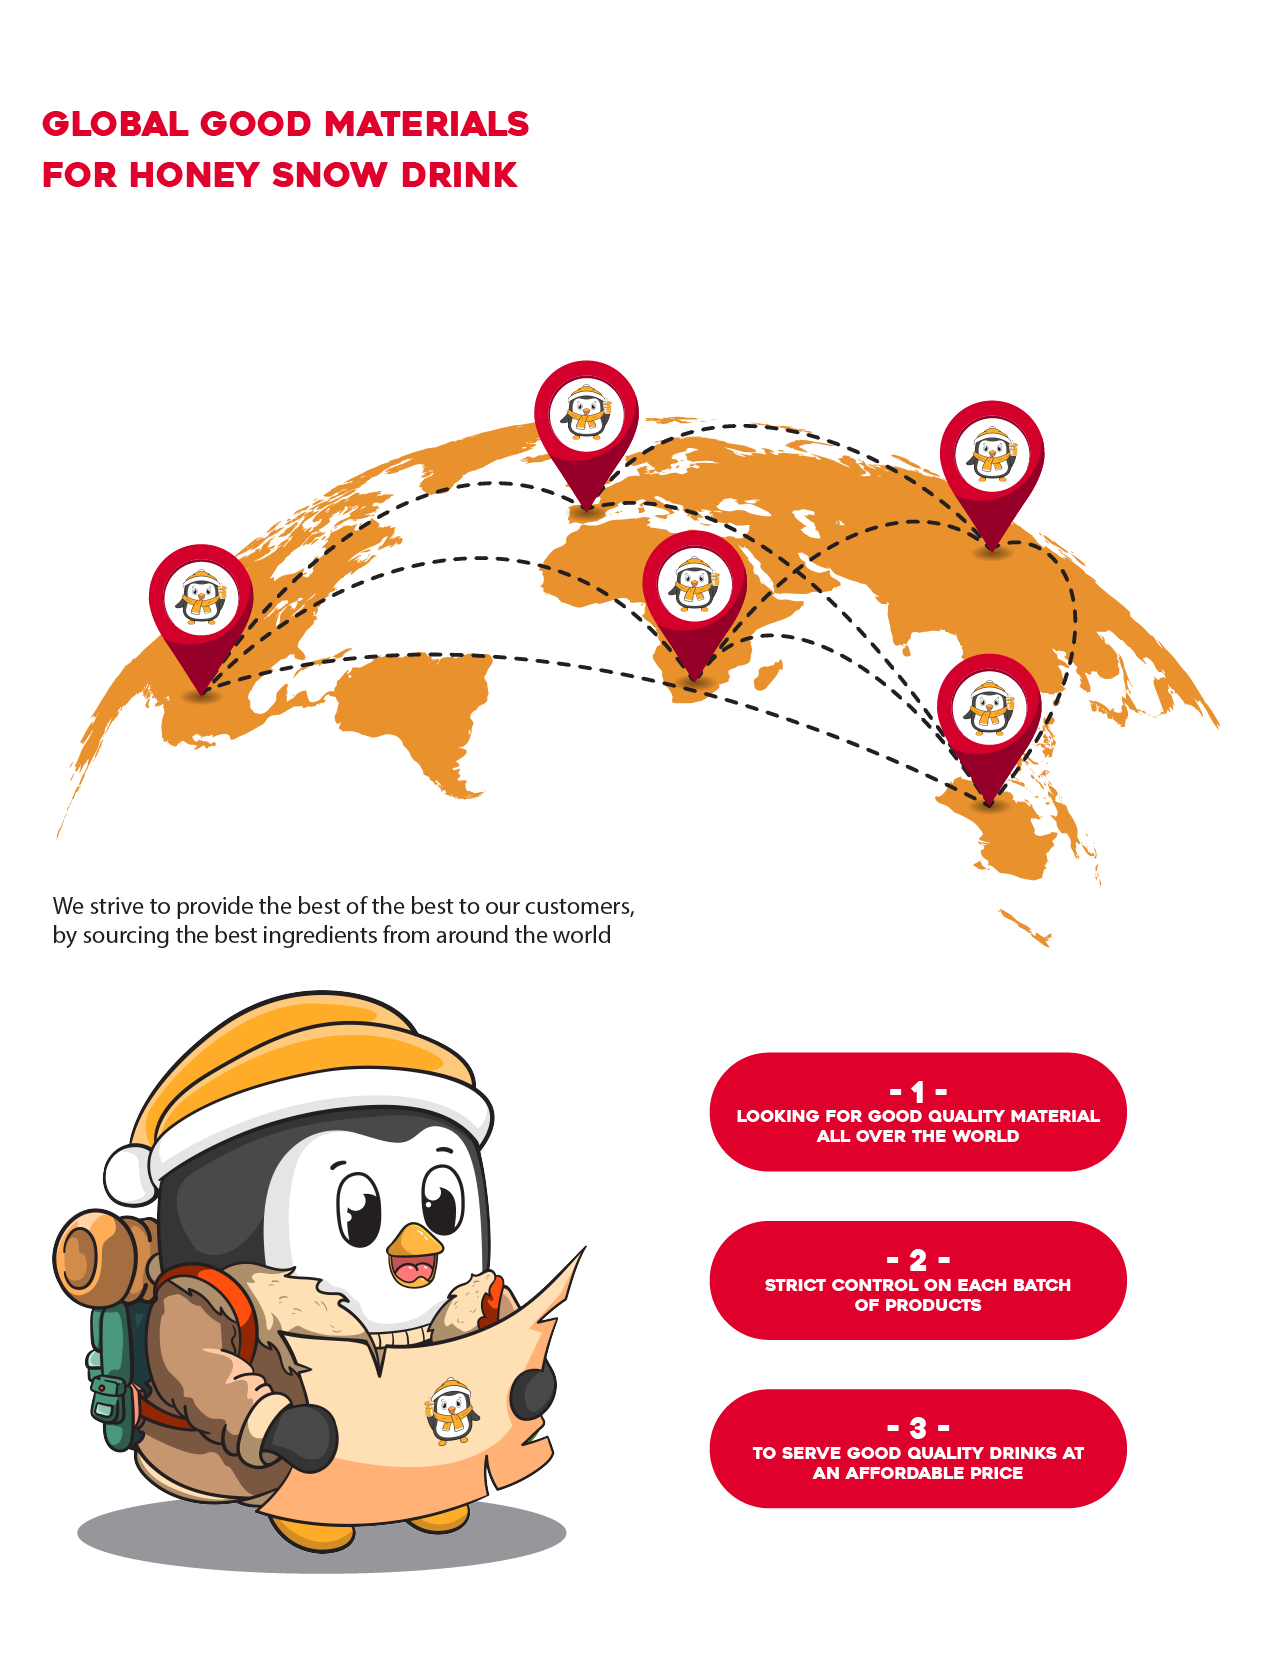 GLOBAL GOOD MATERIALS
FOR HONEY SNOW DRINK
We strive to provide the best of the best to our customers,
by sourcing the best ingredients from around the world
- 1 -
LOOKING FOR GOOD QUALITY MATERIAL
ALL OVER THE WORLD
- 2 -
STRICT CONTROL ON EACH BATCH
OF PRODUCTS
- 3 -
TO SERVE GOOD QUALITY DRINKS AT
AN AFFORDABLE PRICE